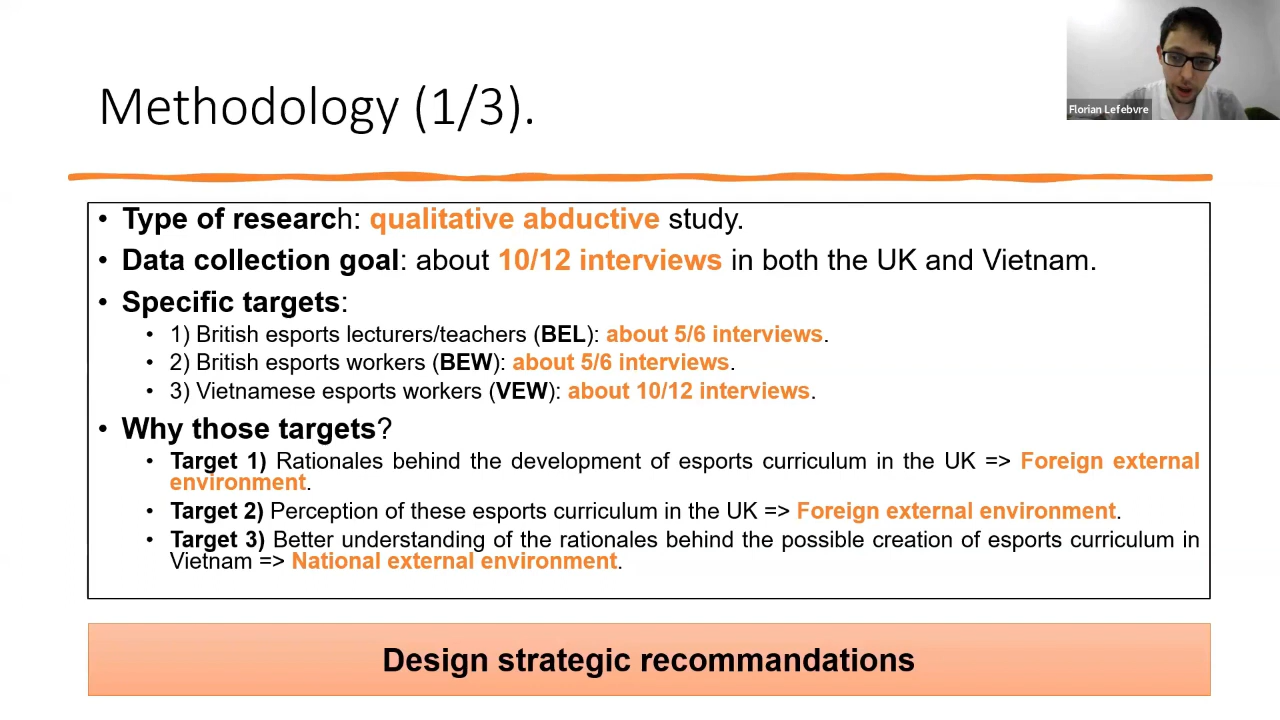 Florian Lefebvre
Methodology (1/3).
• Type of research: qualitative abductive study.
• Data collection goal: about 10/12 interviews in both the UK and Vietnam.
• Specific targets:
• 1) British esports lecturers/teachers (BEL): about 5/6 interviews.
• 2) British esports workers (BEW): about 5/6 interviews.
• 3) Vietnamese esports workers (VEW): about 10/12 interviews.
• Why those targets?
• Target 1) Rationales behind the development of esports curriculum in the UK => Foreign external
environment.
• Target 2) Perception of these esports curriculum in the UK => Foreign external environment.
• Target 3) Better understanding of the rationales behind the possible creation of esports curriculum in
Vietnam => National external environment.
Design strategic recommandations